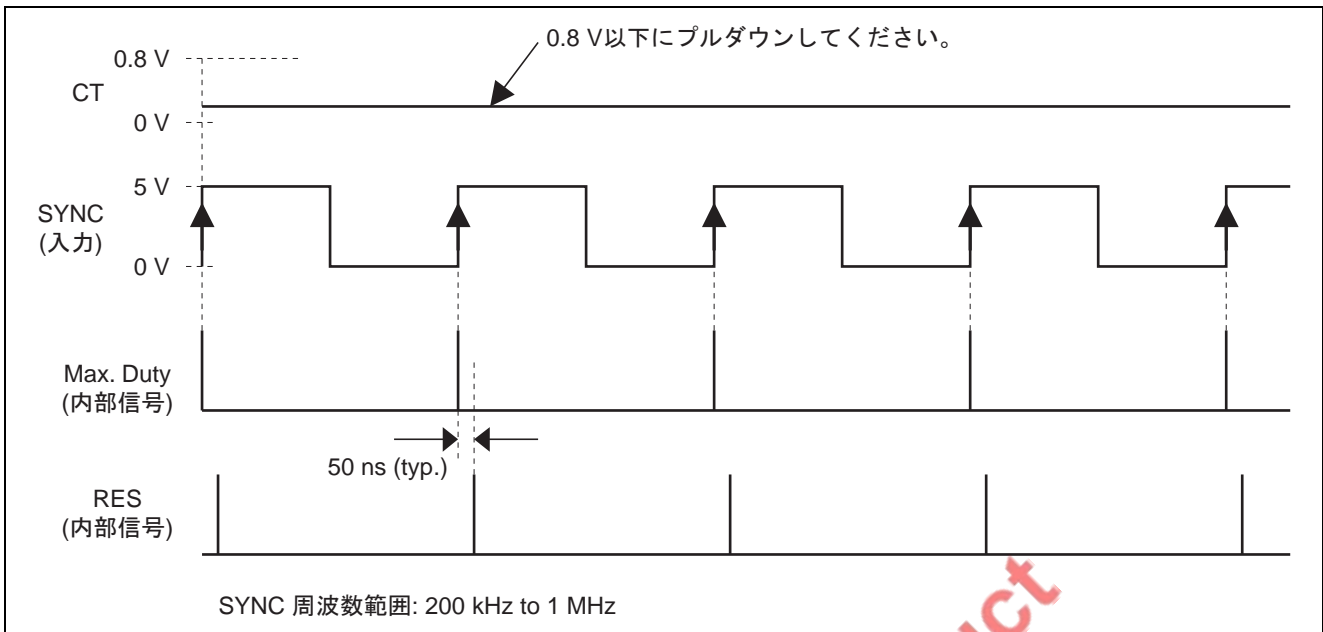 0.8 V以下にプルダウンしてください。
0.8 V
CT
0 V
5 V
SYNC
(入力)
0 V
Max. Duty
(内部信号)
50 ns (typ.)
RES
(内部信号)
SYNC 周波数範囲: 200 kHz to 1 MHz
uct